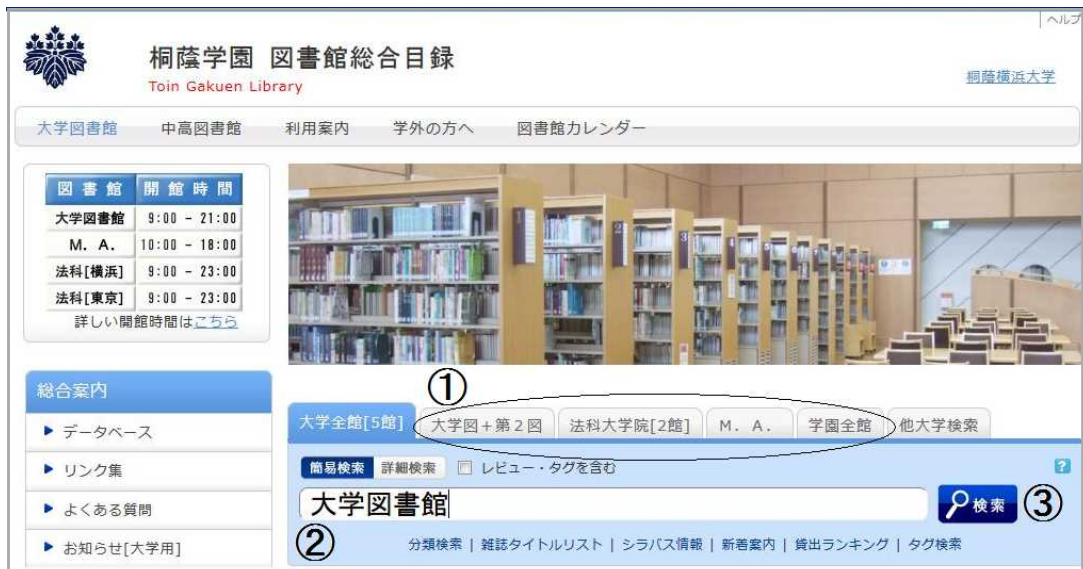 ヘルプ
桐蔭学園 図書館総合目録
Toin Gakuen Library
桐蔭横浜大学
大学図書館 中高図書館 利用案内 学外の方へ 図書館カレンダー
図書館 開館時間
大学図書館 9:00 - 21:00
M. A. 10:00 - 18:00
法科[横浜] 9:00 - 23:00
法科[東京] 9:00 - 23:00
詳しい開館時間はこちら
2
3
4
5
総合案内
データベース
リンク集
よくある質問
お知らせ[大学用]
①
大学全館[5館] 大学図+第2図 法科大学院[2館] M. A. 学園全館 他大学検索
簡易検索 詳細検索 レビュー・タグを含む ?
大学図書館 検索 ③
② 分類検索 | 雑誌タイトルリスト | シラバス情報 | 新着案内 | 貸出ランキング | タグ検索